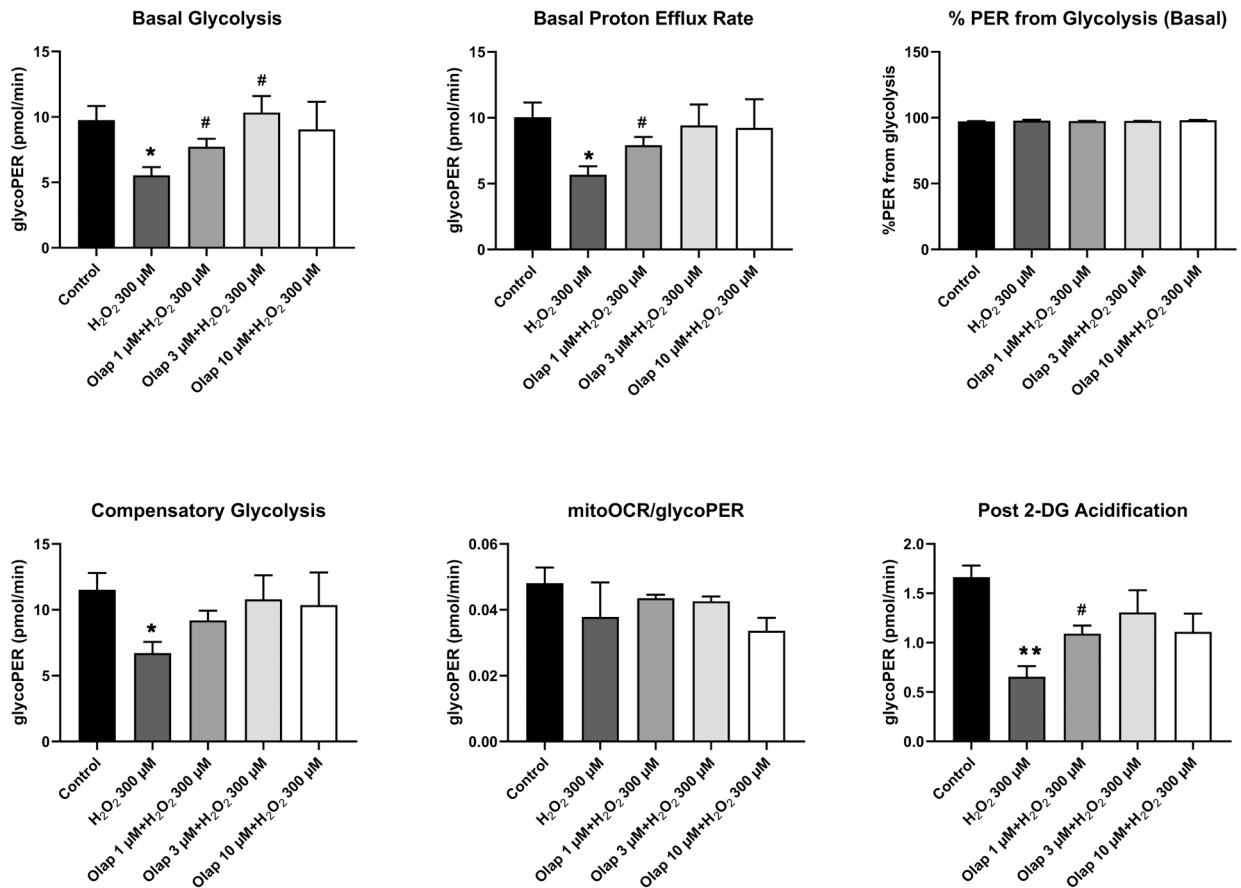 Basal Glycolysis
glycoPER (pmol/min)
15
10
5
0
*
#
#
Control
H₂O₂ 300 µM
Olap 1 µM+H₂O₂ 300 µM
Olap 3 µM+H₂O₂ 300 µM
Olap 10 µM+H₂O₂ 300 µM
Basal Proton Efflux Rate
glycoPER (pmol/min)
15
10
5
0
*
#
Control
H₂O₂ 300 µM
Olap 1 µM+H₂O₂ 300 µM
Olap 3 µM+H₂O₂ 300 µM
Olap 10 µM+H₂O₂ 300 µM
% PER from Glycolysis (Basal)
%PER from glycolysis
150
100
50
0
Control
H₂O₂ 300 µM
Olap 1 µM+H₂O₂ 300 µM
Olap 3 µM+H₂O₂ 300 µM
Olap 10 µM+H₂O₂ 300 µM
Compensatory Glycolysis
glycoPER (pmol/min)
15
10
5
0
*
Control
H₂O₂ 300 µM
Olap 1 µM+H₂O₂ 300 µM
Olap 3 µM+H₂O₂ 300 µM
Olap 10 µM+H₂O₂ 300 µM
mitoOCR/glycoPER
glycoPER (pmol/min)
0.06
0.04
0.02
0.00
Control
H₂O₂ 300 µM
Olap 1 µM+H₂O₂ 300 µM
Olap 3 µM+H₂O₂ 300 µM
Olap 10 µM+H₂O₂ 300 µM
Post 2-DG Acidification
glycoPER (pmol/min)
2.0
1.5
1.0
0.5
0.0
**
#
Control
H₂O₂ 300 µM
Olap 1 µM+H₂O₂ 300 µM
Olap 3 µM+H₂O₂ 300 µM
Olap 10 µM+H₂O₂ 300 µM